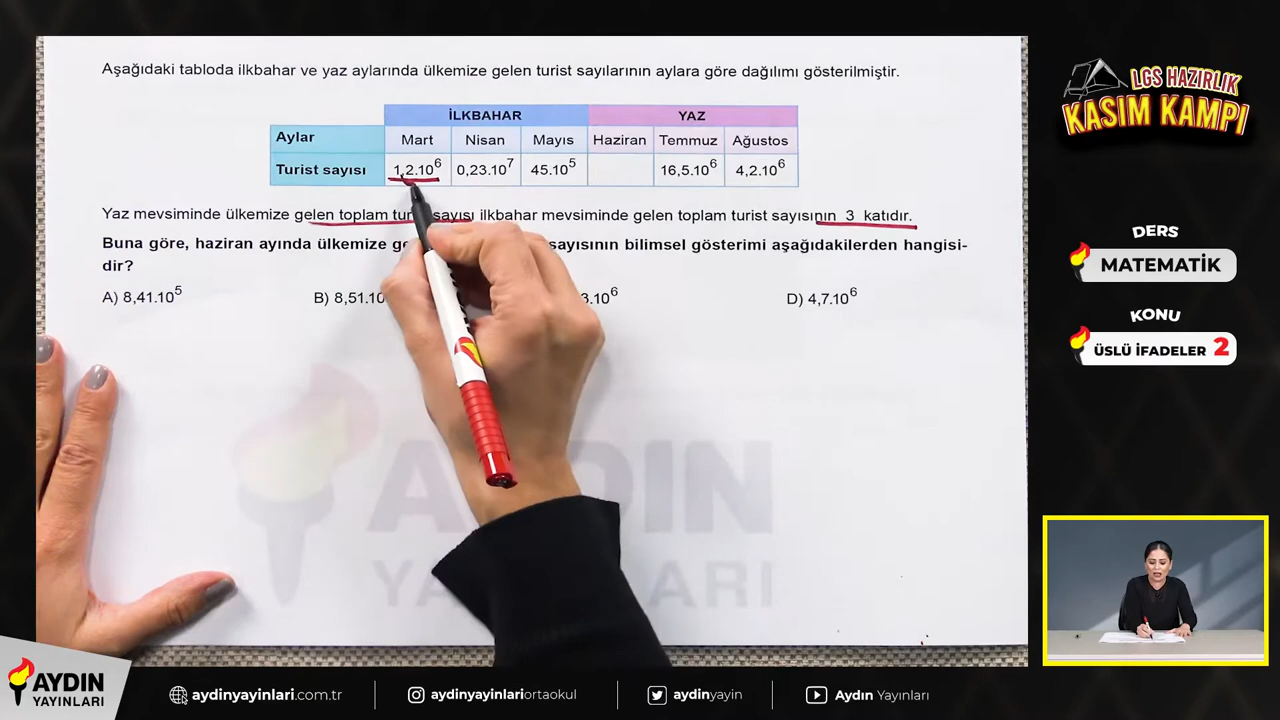 Aşağıdaki tabloda ilkbahar ve yaz aylarında ülkemize gelen turist sayılarının aylara göre dağılımı gösterilmiştir.
İLKBAHAR YAZ
Aylar Mart Nisan Mayıs Haziran Temmuz Ağustos
Turist sayısı 1,2.10⁶ 0,23.10⁷ 45.10⁵ 16,5.10⁶ 4,2.10⁶
Yaz mevsiminde ülkemize gelen toplam turist sayısı ilkbahar mevsiminde gelen toplam turist sayısının 3 katıdır.
Buna göre, haziran ayında ülkemize sayısının bilimsel gösterimi aşağıdakilerden hangisi-
dir?
A) 8,41.10⁵ B) 8,51.10 3.10⁶ D) 4,7.10⁶
AYDIN
YAYINLARI
LGS HAZIRLIK
KASIM KAMPI
DERS
MATEMATİK
KONU
ÜSLÜ İFADELER 2
AYDIN
YAYINLARI
aydinyayinlari.com.tr
aydinyayinlariortaokul
aydinyayin
Aydın Yayınları